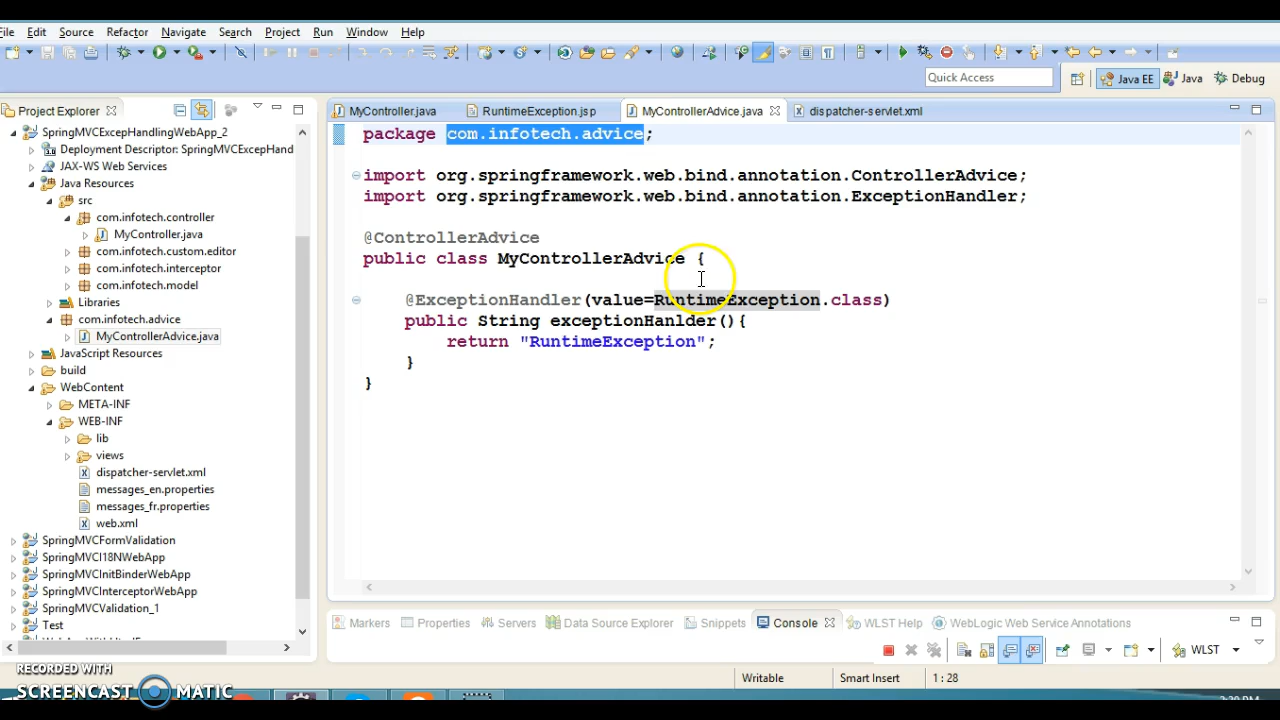 File Edit Source Refactor Navigate Search Project Run Window Help
Quick Access
Java EE
Java
Debug
Project Explorer
MyController.java
RuntimeException.jsp
MyControllerAdvice.java
dispatcher-servlet.xml
SpringMVCExcepHandlingWebApp_2
Deployment Descriptor: SpringMVCExcepHand
JAX-WS Web Services
Java Resources
src
com.infotech.controller
MyController.java
com.infotech.custom.editor
com.infotech.interceptor
com.infotech.model
Libraries
com.infotech.advice
MyControllerAdvice.java
JavaScript Resources
build
WebContent
META-INF
WEB-INF
lib
views
dispatcher-servlet.xml
messages_en.properties
messages_fr.properties
web.xml
SpringMVCFormValidation
SpringMVCI18NWebApp
SpringMVCInitBinderWebApp
SpringMVCInterceptorWebApp
SpringMVCValidation_1
Test
package com.infotech.advice;
import org.springframework.web.bind.annotation.ControllerAdvice;
import org.springframework.web.bind.annotation.ExceptionHandler;
@ControllerAdvice
public class MyControllerAdvice {
@ExceptionHandler(value=RuntimeException.class)
public String exceptionHanlder(){
return "RuntimeException";
}
}
Markers
Properties
Servers
Data Source Explorer
Snippets
Console
WLST Help
WebLogic Web Service Annotations
WLST
Writable
Smart Insert
1 : 28
RECORDED WITH
SCREENCAST MATIC